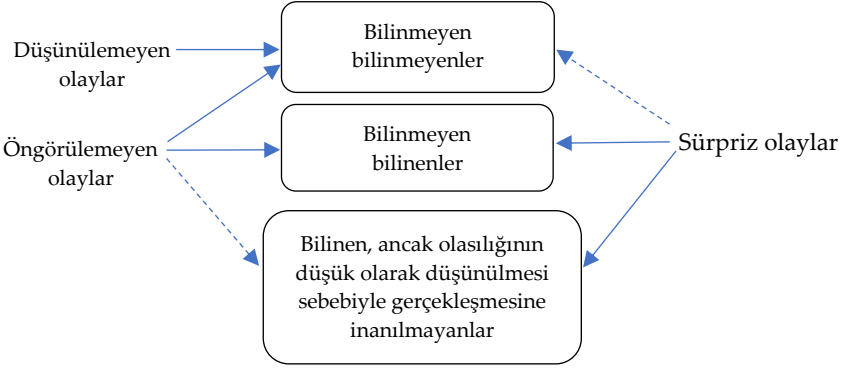 Düşünülemeyen
olaylar
Bilinmeyen
bilinmeyenler
Öngörülemeyen
olaylar
Bilinmeyen
bilinenler
Sürpriz olaylar
Bilinen, ancak olasılığının
düşük olarak düşünülmesi
sebebiyle gerçekleşmesine
inanılmayanlar